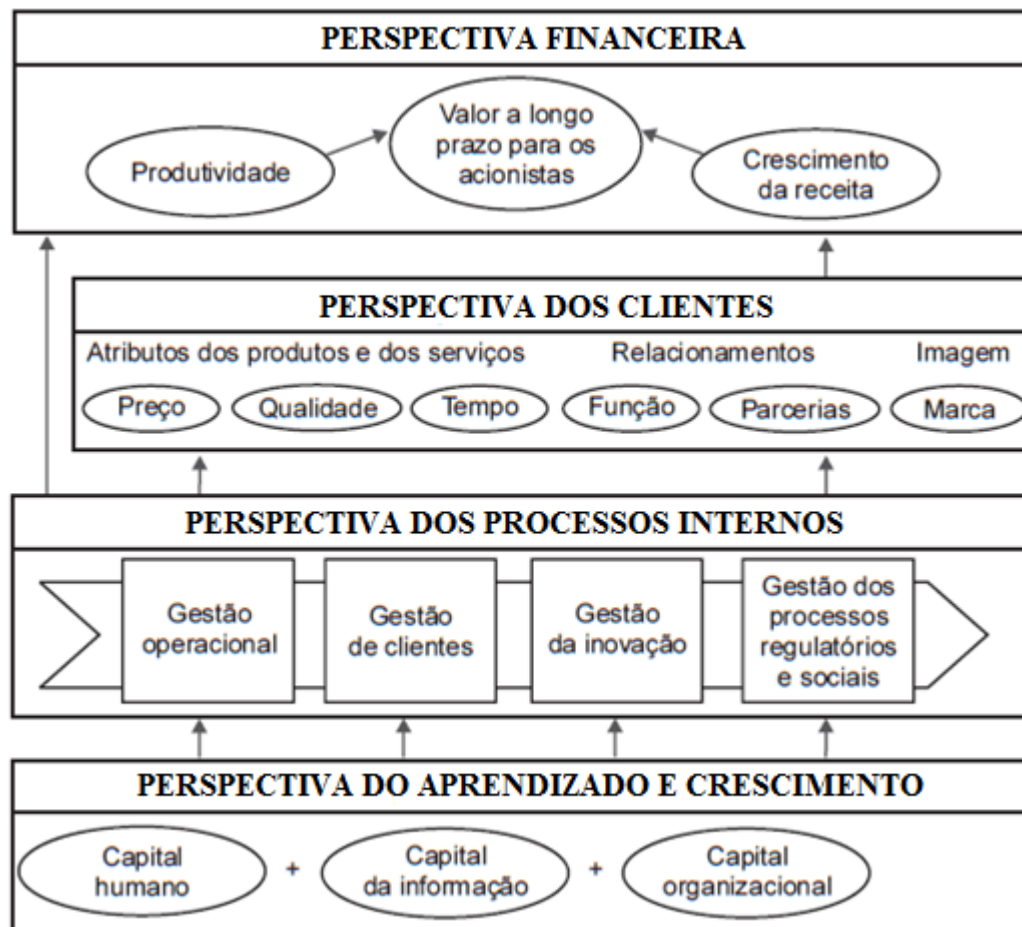 PERSPECTIVA FINANCEIRA
Produtividade
Valor a longo
prazo para os
acionistas
Crescimento
da receita
PERSPECTIVA DOS CLIENTES
Atributos dos produtos e dos serviços Relacionamentos Imagem
Preço Qualidade Tempo Função Parcerias Marca
PERSPECTIVA DOS PROCESSOS INTERNOS
Gestão
operacional
Gestão
de clientes
Gestão
da inovação
Gestão dos
processos
regulatórios
e sociais
PERSPECTIVA DO APRENDIZADO E CRESCIMENTO
Capital
humano
+
Capital
da informação
+
Capital
organizacional